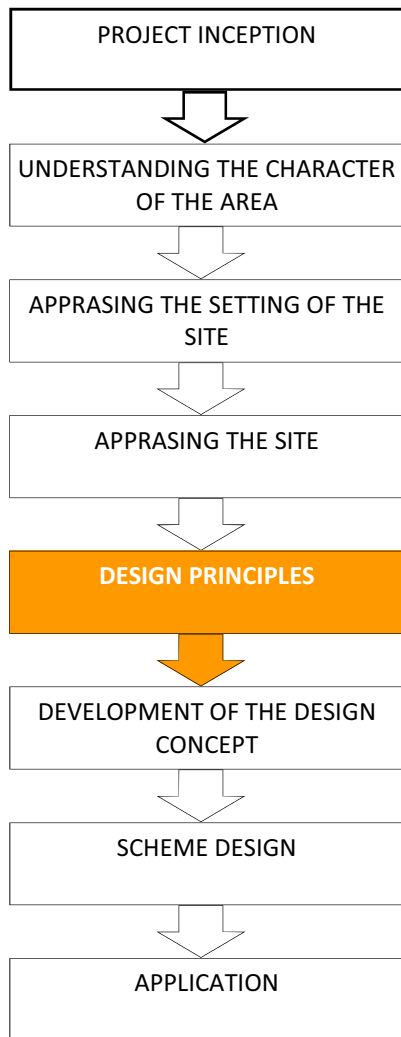 PROJECT INCEPTION
UNDERSTANDING THE CHARACTER
OF THE AREA
APPRASING THE SETTING OF THE
SITE
APPRASING THE SITE
DESIGN PRINCIPLES
DEVELOPMENT OF THE DESIGN
CONCEPT
SCHEME DESIGN
APPLICATION